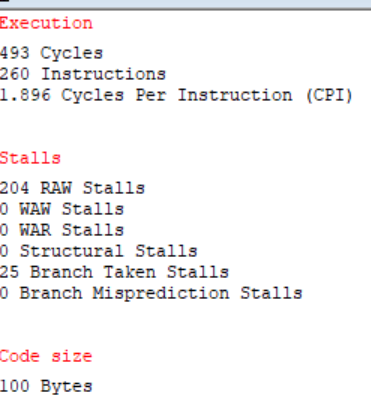 Execution
493 Cycles
260 Instructions
1.896 Cycles Per Instruction (CPI)
Stalls
204 RAW Stalls
0 WAW Stalls
0 WAR Stalls
0 Structural Stalls
25 Branch Taken Stalls
0 Branch Misprediction Stalls
Code size
100 Bytes